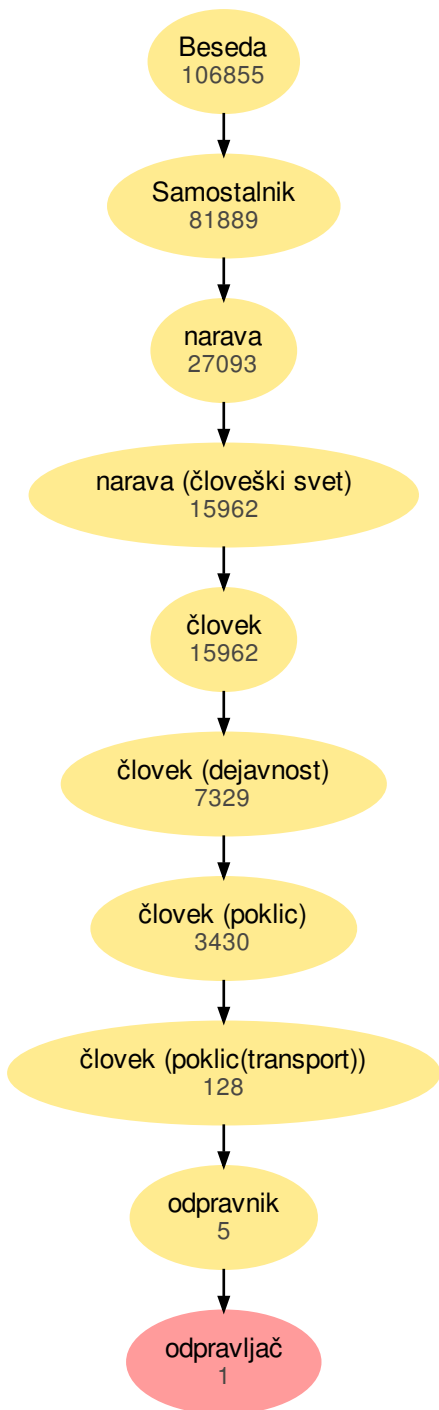 Beseda
106855
Samostalnik
81889
narava
27093
narava (človeški svet)
15962
človek
15962
človek (dejavnost)
7329
človek (poklic)
3430
človek (poklic(transport))
128
odpravnik
5
odpravljač
1